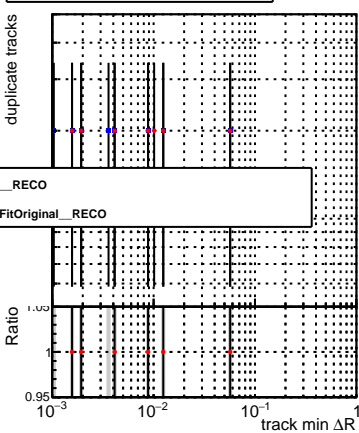 duplicate tracks
__RECO
FitOriginal__RECO
Ratio
1.05
1
0.95
10⁻³ 10⁻² 10⁻¹ 1
track min ΔR